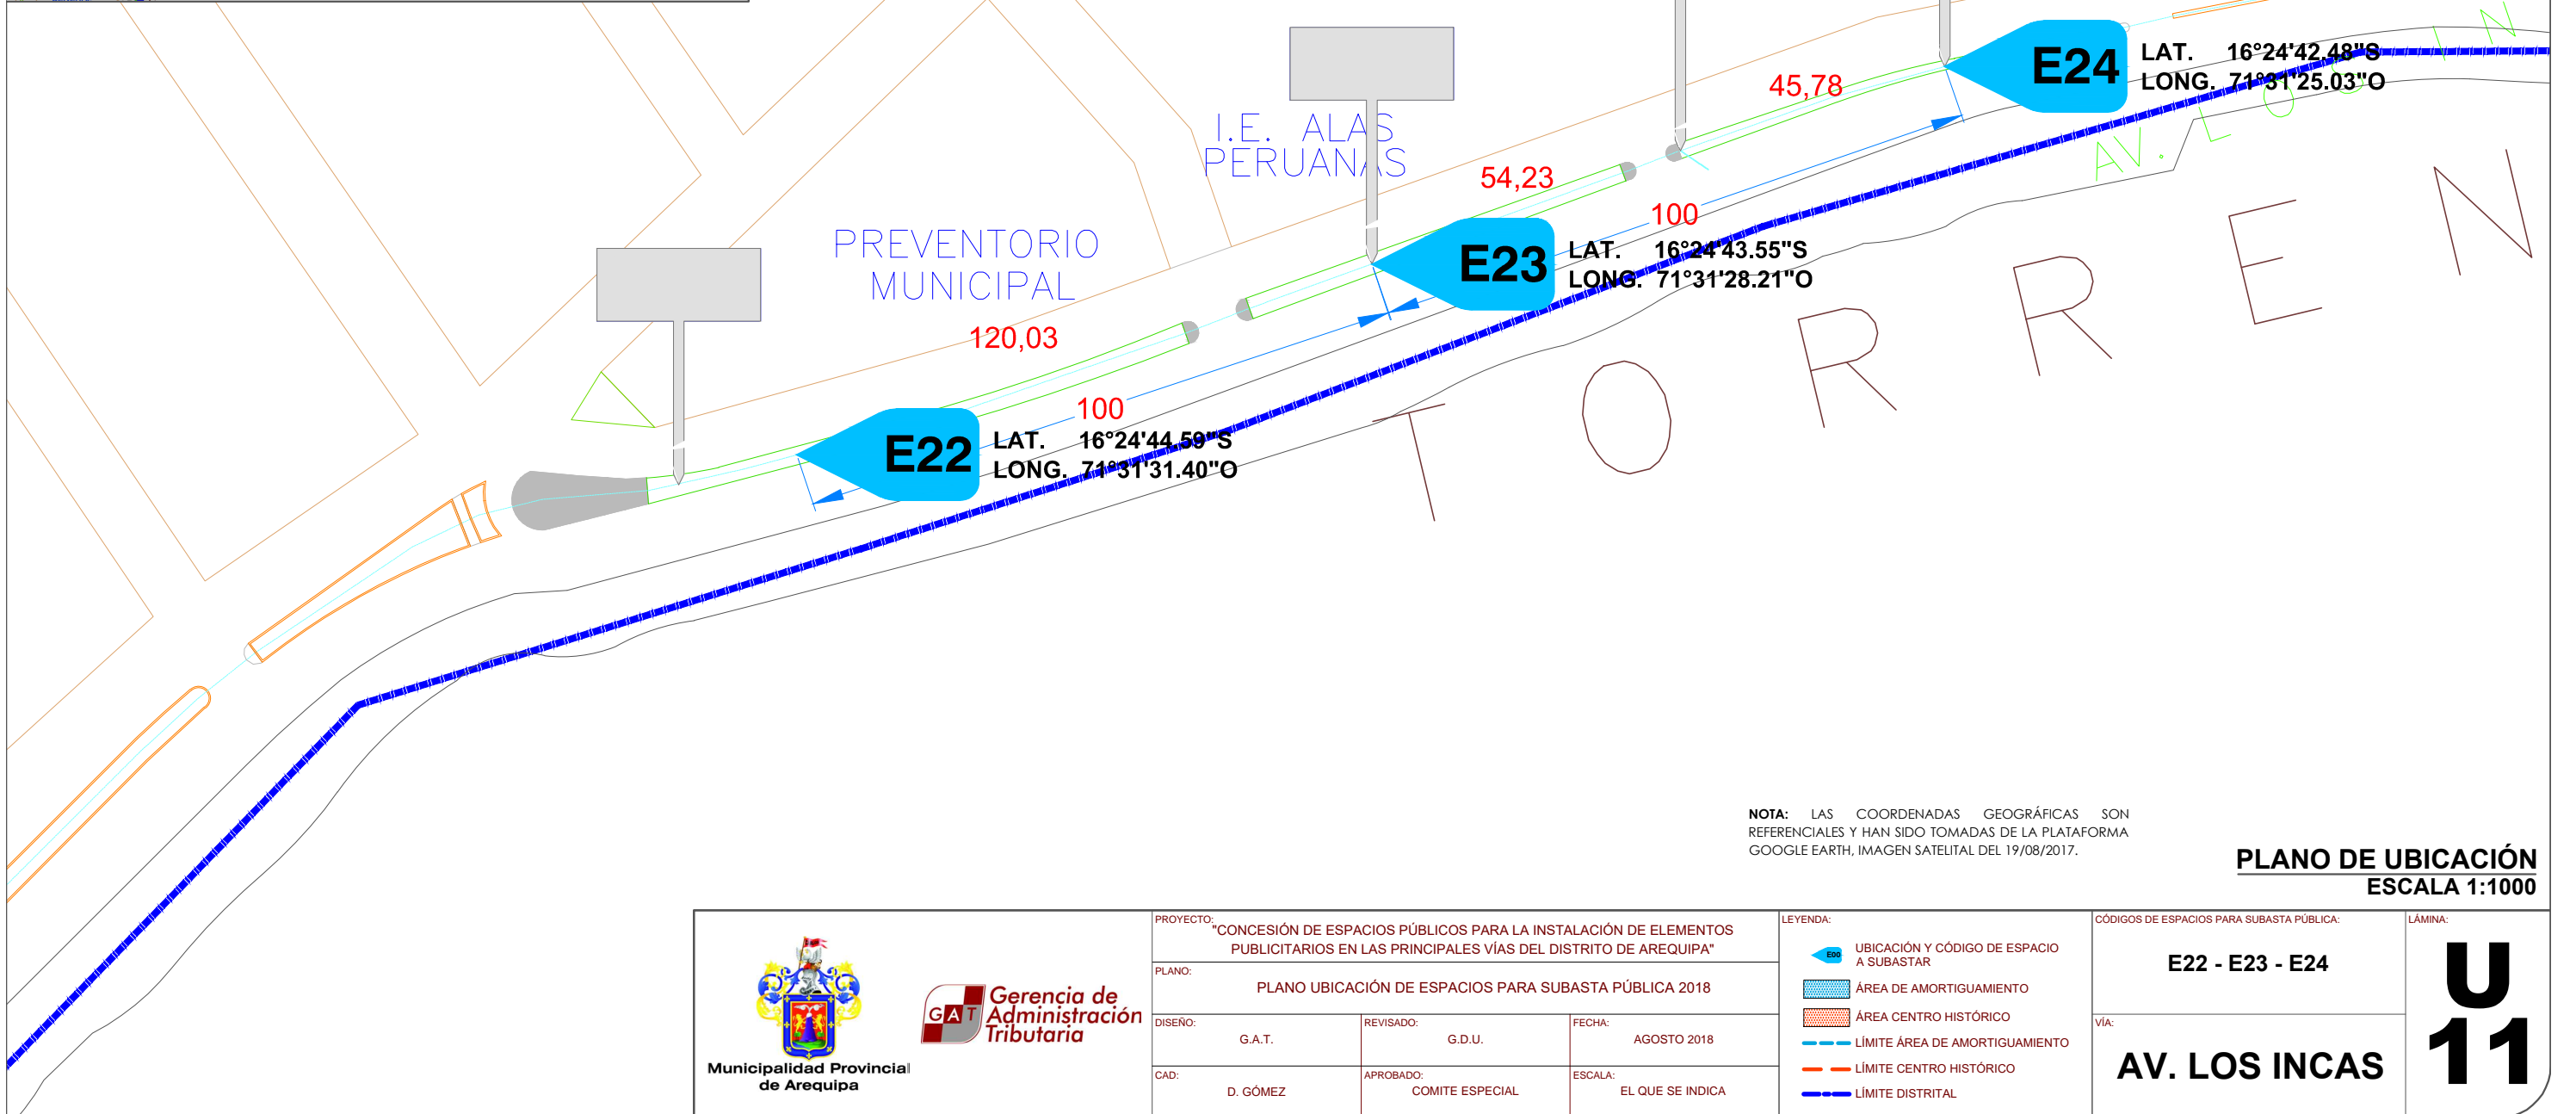 E24
LAT. 16°24'42.48"S
LONG. 71°31'25.03"O
45,78
I.E. ALAS
PERUANAS
54,23
100
E23
LAT. 16°24'43.55"S
LONG. 71°31'28.21"O
PREVENTORIO
MUNICIPAL
120,03
100
E22
LAT. 16°24'44.59"S
LONG. 71°31'31.40"O
AV. LOS IN
TORREN
NOTA: LAS COORDENADAS GEOGRÁFICAS SON
REFERENCIALES Y HAN SIDO TOMADAS DE LA PLATAFORMA
GOOGLE EARTH, IMAGEN SATELITAL DEL 19/08/2017.
PLANO DE UBICACIÓN
ESCALA 1:1000
Municipalidad Provincial
de Arequipa
GAT
Gerencia de
Administración
Tributaria
PROYECTO:
"CONCESIÓN DE ESPACIOS PÚBLICOS PARA LA INSTALACIÓN DE ELEMENTOS
PUBLICITARIOS EN LAS PRINCIPALES VÍAS DEL DISTRITO DE AREQUIPA"
PLANO:
PLANO UBICACIÓN DE ESPACIOS PARA SUBASTA PÚBLICA 2018
DISEÑO:
G.A.T.
REVISADO:
G.D.U.
FECHA:
AGOSTO 2018
CAD:
D. GÓMEZ
APROBADO:
COMITE ESPECIAL
ESCALA:
EL QUE SE INDICA
LEYENDA:
E00
UBICACIÓN Y CÓDIGO DE ESPACIO
A SUBASTAR
ÁREA DE AMORTIGUAMIENTO
ÁREA CENTRO HISTÓRICO
LÍMITE ÁREA DE AMORTIGUAMIENTO
LÍMITE CENTRO HISTÓRICO
LÍMITE DISTRITAL
CÓDIGOS DE ESPACIOS PARA SUBASTA PÚBLICA:
E22 - E23 - E24
VÍA:
AV. LOS INCAS
LÁMINA:
U
11